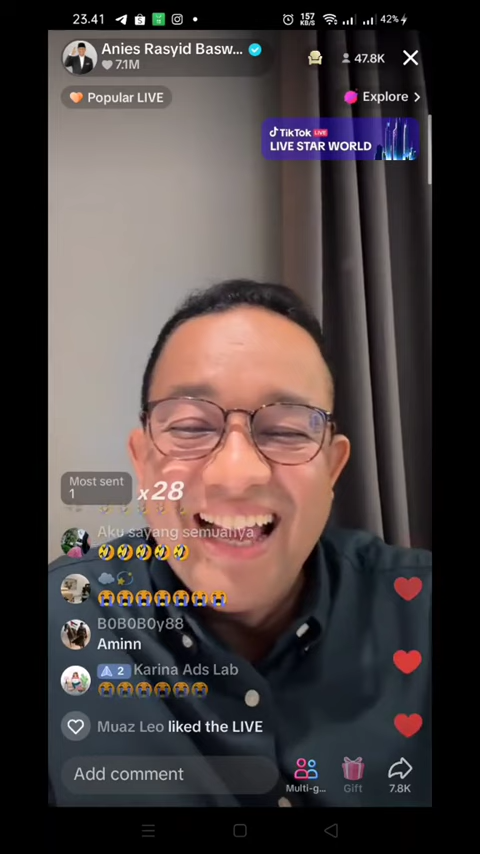 23.41
157
KB/S
42%
Anies Rasyid Basw...
7.1M
47.8K
Popular LIVE
Explore
TikTok LIVE
LIVE STAR WORLD
Most sent
1
x28
Aku sayang semuanya
🤣🤣🤣🤣🤣
☁️💫
😭😭😭😭😭😭😭
B0B0B0y88
Aminn
2 Karina Ads Lab
😭😭😭😭😭😭
Muaz Leo liked the LIVE
Add comment
Multi-g...
Gift
7.8K